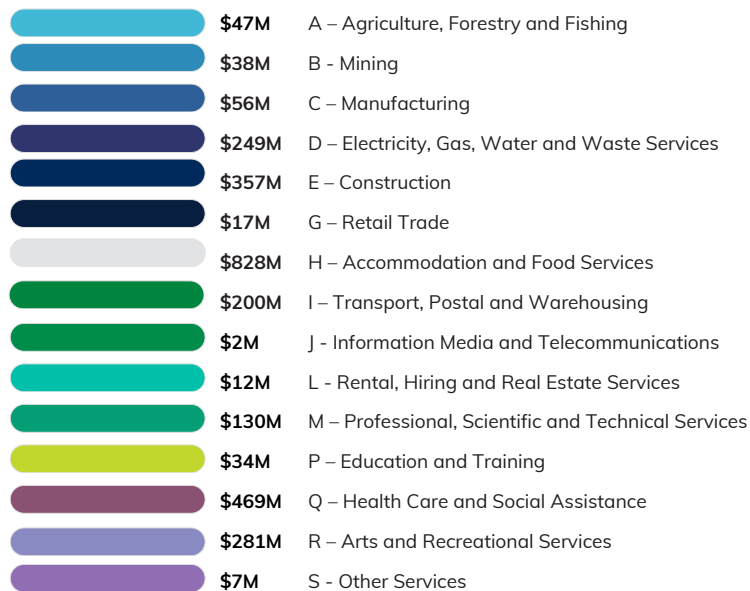 $47M A – Agriculture, Forestry and Fishing
$38M B - Mining
$56M C – Manufacturing
$249M D – Electricity, Gas, Water and Waste Services
$357M E – Construction
$17M G – Retail Trade
$828M H – Accommodation and Food Services
$200M I – Transport, Postal and Warehousing
$2M J - Information Media and Telecommunications
$12M L - Rental, Hiring and Real Estate Services
$130M M – Professional, Scientific and Technical Services
$34M P – Education and Training
$469M Q – Health Care and Social Assistance
$281M R – Arts and Recreational Services
$7M S - Other Services